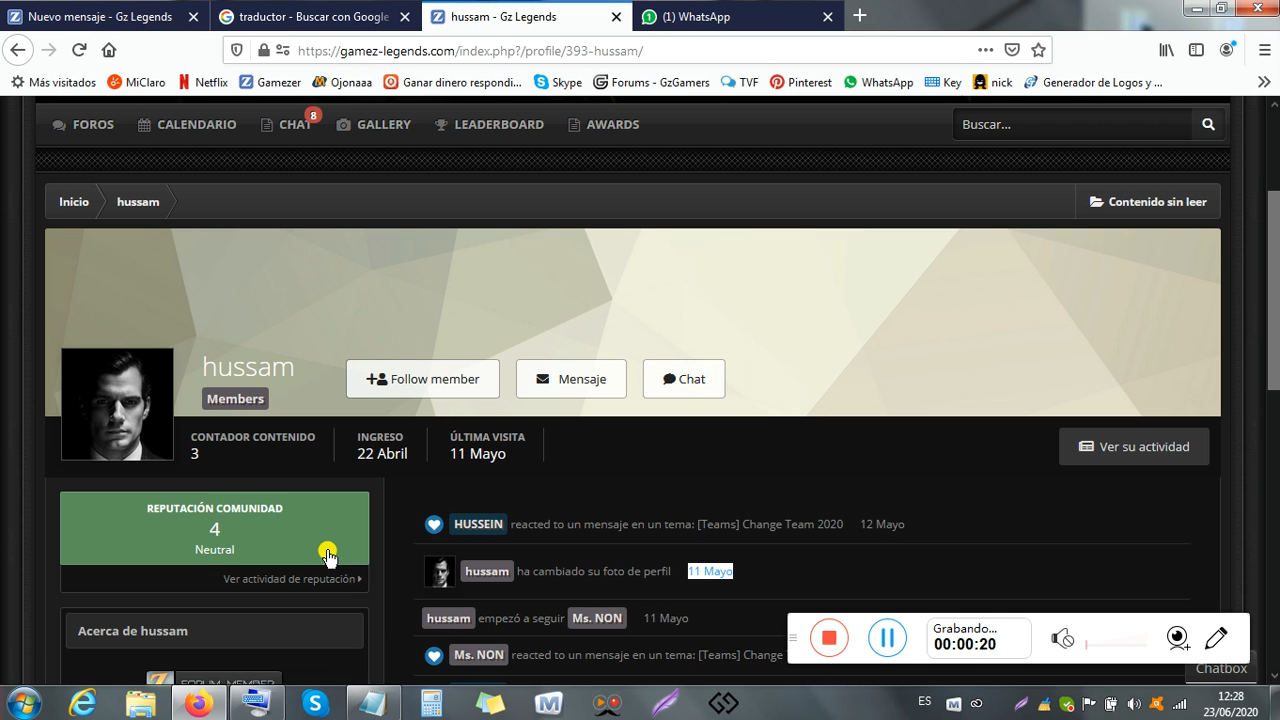 Nuevo mensaje - Gz Legends
traductor - Buscar con Google
hussam - Gz Legends
(1) WhatsApp
https://gamez-legends.com/index.php?/profile/393-hussam/
Más visitados
MiClaro
Netflix
Gamezer
Ojonaaa
Ganar dinero respondi...
Skype
Forums - GzGamers
TVF
Pinterest
WhatsApp
Key
nick
Generador de Logos y ...
FOROS
CALENDARIO
CHAT
8
GALLERY
LEADERBOARD
AWARDS
Buscar...
Inicio
hussam
Contenido sin leer
hussam
Members
Follow member
Mensaje
Chat
CONTADOR CONTENIDO
3
INGRESO
22 Abril
ÚLTIMA VISITA
11 Mayo
Ver su actividad
REPUTACIÓN COMUNIDAD
4
Neutral
Ver actividad de reputación
Acerca de hussam
FORUM MEMBER
HUSSEIN reacted to un mensaje en un tema: [Teams] Change Team 2020 12 Mayo
hussam ha cambiado su foto de perfil 11 Mayo
hussam empezó a seguir Ms. NON 11 Mayo
Ms. NON reacted to un mensaje en un tema: [Teams] Change
Grabando...
00:00:20
Chatbox
ES
12:28
23/06/2020